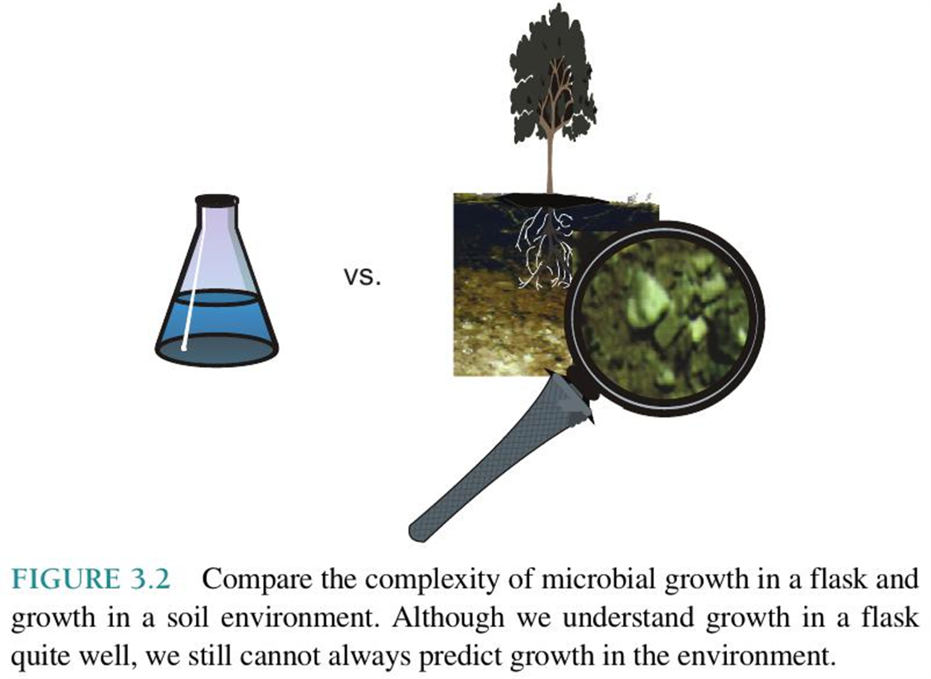 vs.
FIGURE 3.2 Compare the complexity of microbial growth in a flask and
growth in a soil environment. Although we understand growth in a flask
quite well, we still cannot always predict growth in the environment.